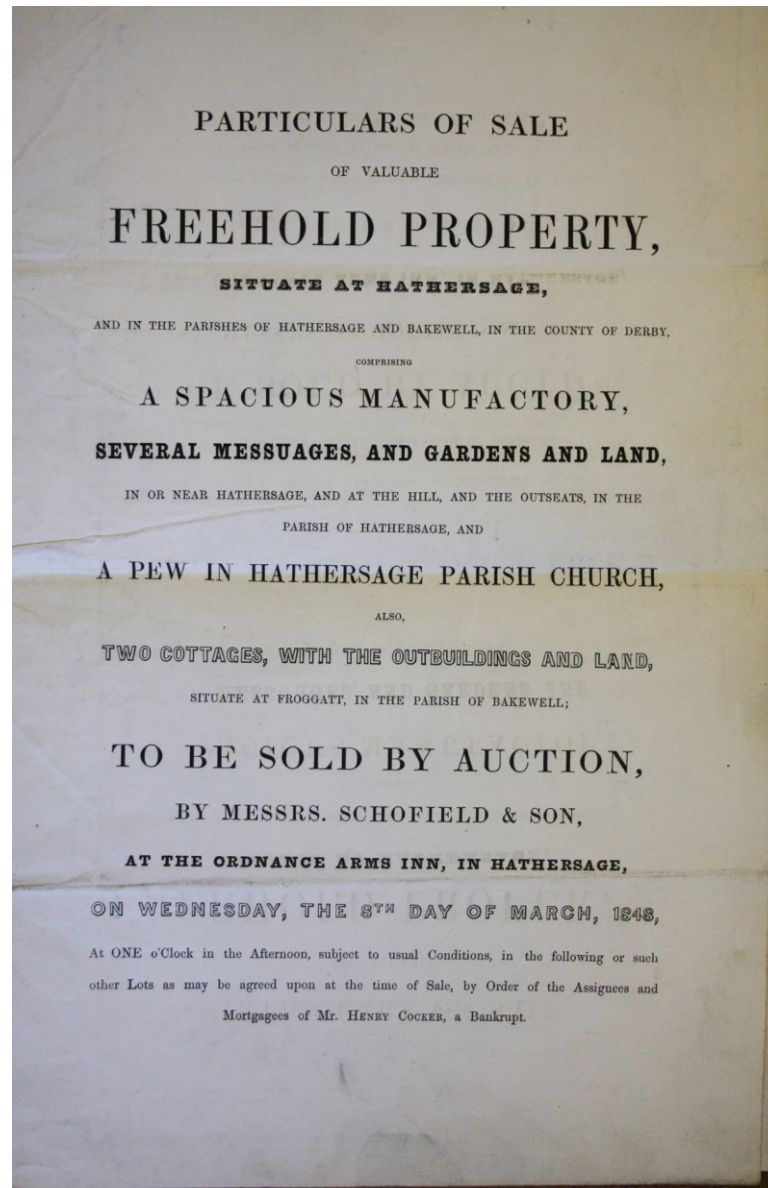 PARTICULARS OF SALE
OF VALUABLE
FREEHOLD PROPERTY,
SITUATE AT HATHERSAGE,
AND IN THE PARISHES OF HATHERSAGE AND BAKEWELL, IN THE COUNTY OF DERBY,
COMPRISING
A SPACIOUS MANUFACTORY,
SEVERAL MESSUAGES, AND GARDENS AND LAND,
IN OR NEAR HATHERSAGE, AND AT THE HILL, AND THE OUTSEATS, IN THE
PARISH OF HATHERSAGE, AND
A PEW IN HATHERSAGE PARISH CHURCH,
ALSO,
TWO COTTAGES, WITH THE OUTBUILDINGS AND LAND,
SITUATE AT FROGGATT, IN THE PARISH OF BAKEWELL;
TO BE SOLD BY AUCTION,
BY MESSRS. SCHOFIELD & SON,
AT THE ORDNANCE ARMS INN, IN HATHERSAGE,
ON WEDNESDAY, THE 8TH DAY OF MARCH, 1848,
At ONE o'Clock in the Afternoon, subject to usual Conditions, in the following or such
other Lots as may be agreed upon at the time of Sale, by Order of the Assignees and
Mortgagees of Mr. HENRY COCKER, a Bankrupt.